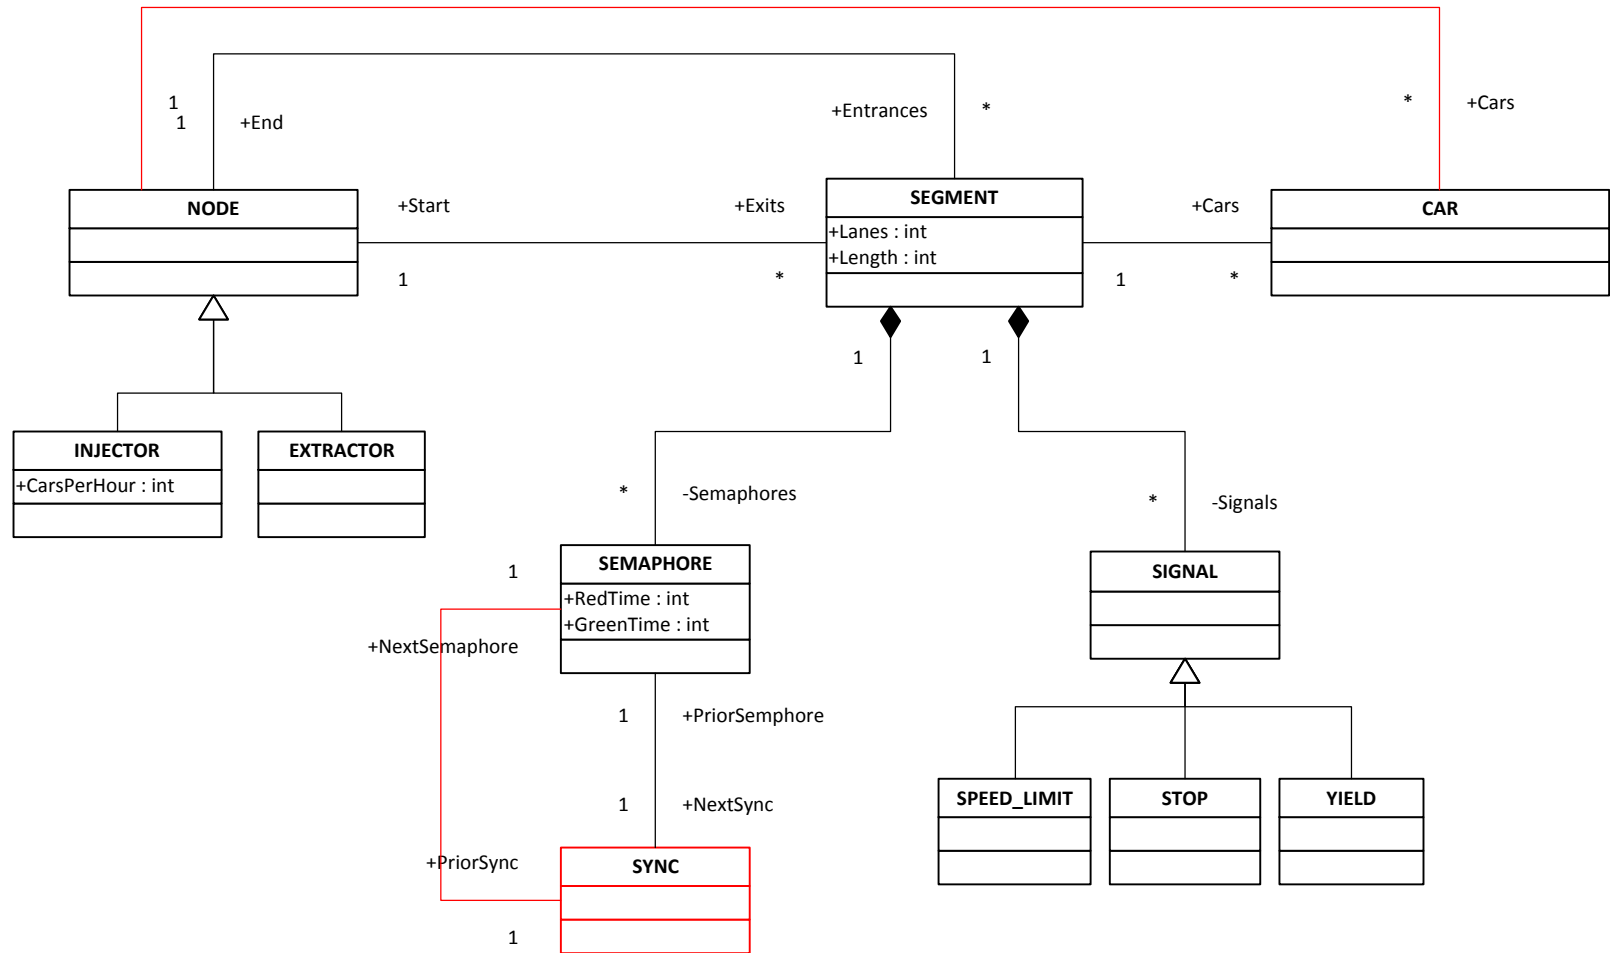 1
1
+End
+Entrances
*
*
+Cars
NODE
+Start
1
+Exits
*
SEGMENT
+Lanes : int
+Length : int
+Cars
1
*
CAR
1
1
INJECTOR
+CarsPerHour : int
EXTRACTOR
*
-Semaphores
*
-Signals
1
SEMAPHORE
+RedTime : int
+GreenTime : int
+NextSemaphore
SIGNAL
1
+PriorSemphore
1
+NextSync
SPEED_LIMIT
STOP
YIELD
+PriorSync
SYNC
1